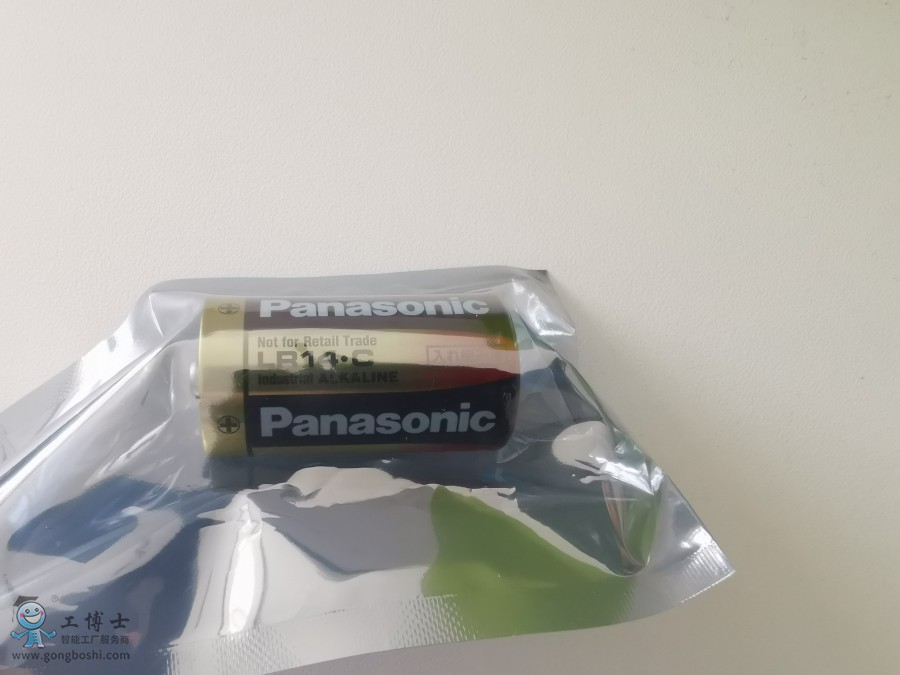 Panasonic
Not for Retail Trade
LR14·C
Industrial ALKALINE
Panasonic
工博士
智能工厂服务商
www.gongboshi.com